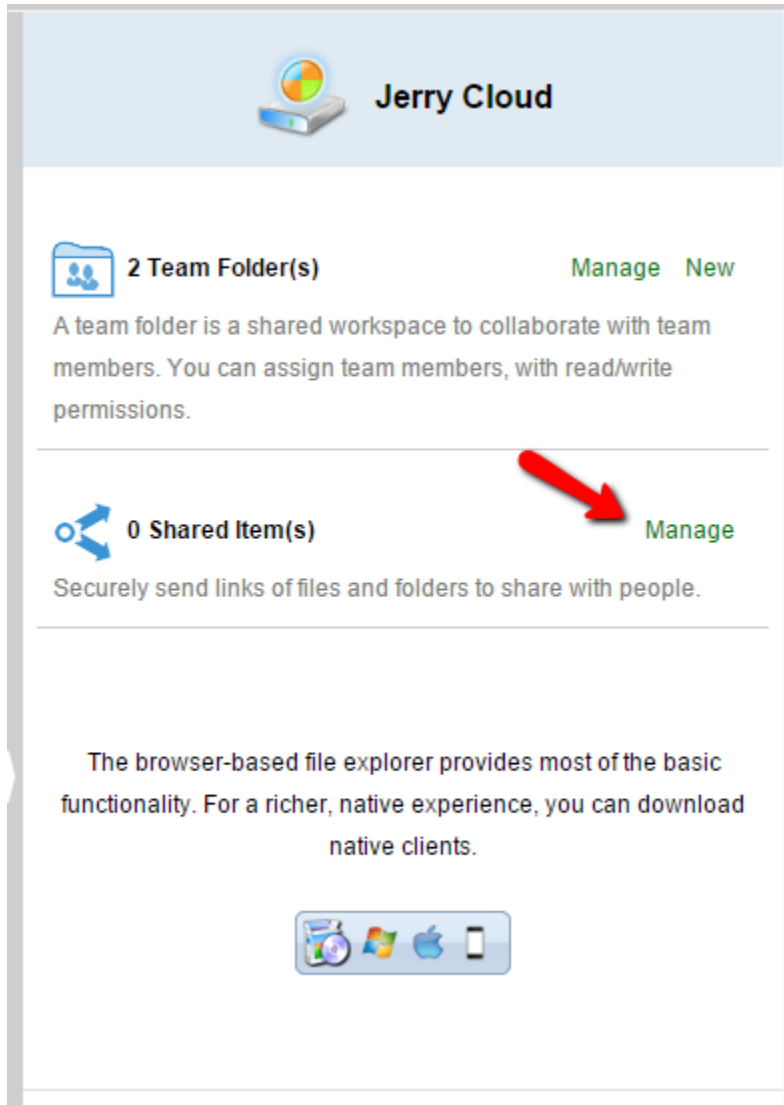 Jerry Cloud
2 Team Folder(s) Manage New
A team folder is a shared workspace to collaborate with team
members. You can assign team members, with read/write
permissions.
0 Shared Item(s) Manage
Securely send links of files and folders to share with people.
The browser-based file explorer provides most of the basic
functionality. For a richer, native experience, you can download
native clients.